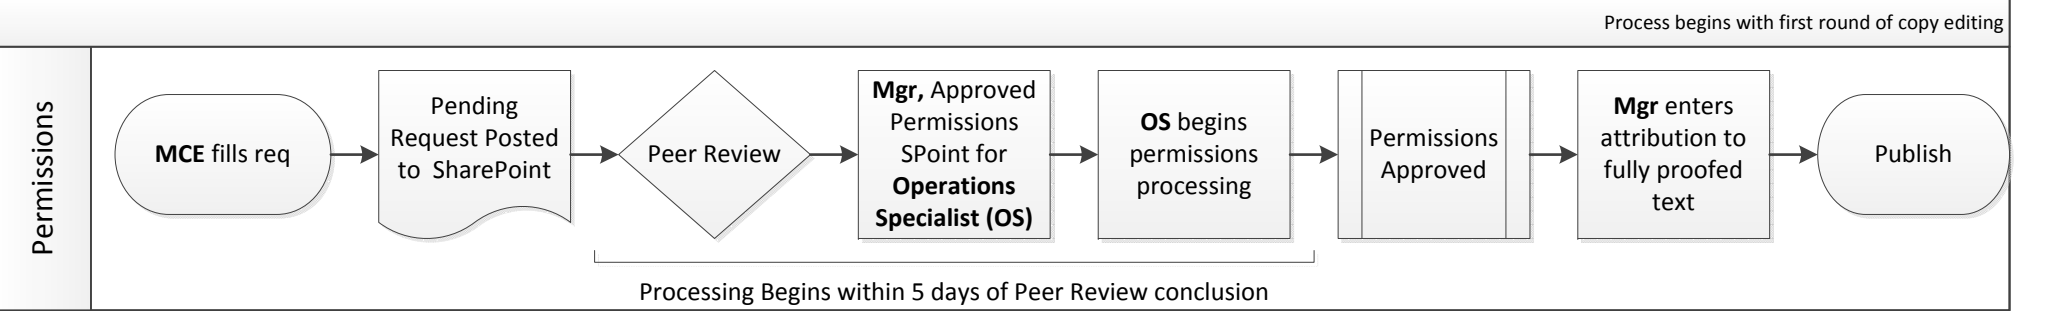 Process begins with first round of copy editing
Permissions
MCE fills req
Pending
Request Posted
to SharePoint
Peer Review
Mgr, Approved
Permissions
SPoint for
Operations
Specialist (OS)
OS begins
permissions
processing
Permissions
Approved
Mgr enters
attribution to
fully proofed
text
Publish
Processing Begins within 5 days of Peer Review conclusion